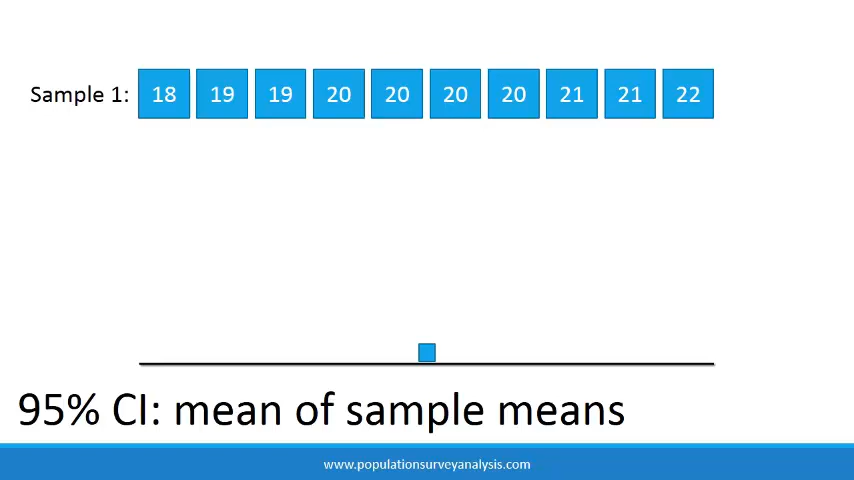 Sample 1: 18 19 19 20 20 20 20 21 21 22
95% CI: mean of sample means
www.populationsurveyanalysis.com